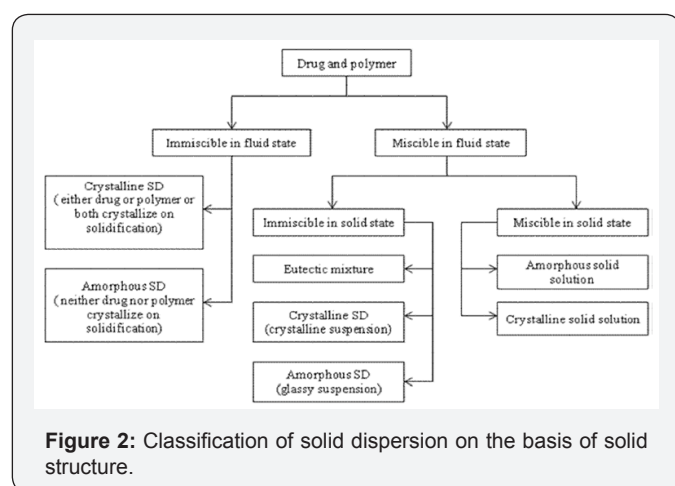 Drug and polymer
Immiscible in fluid state
Miscible in fluid state
Crystalline SD
( either drug or polymer or
both crystallize on
solidification)
Amorphous SD
(neither drug nor polymer
crystallize on
solidification)
Immiscible in solid state
Eutectic mixture
Crystalline SD
(crystalline suspension)
Amorphous SD
(glassy suspension)
Miscible in solid state
Amorphous solid
solution
Crystalline solid solution
Figure 2: Classification of solid dispersion on the basis of solid
structure.